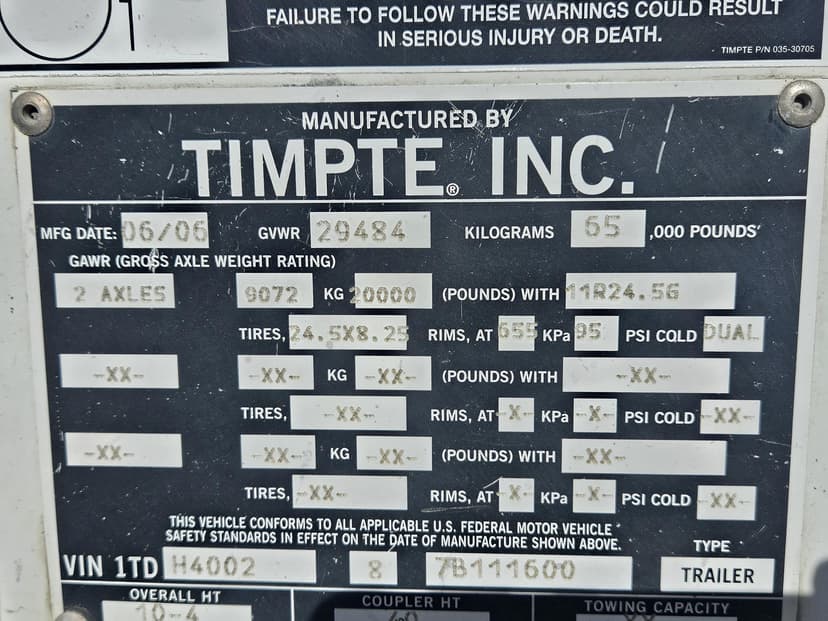 FAILURE TO FOLLOW THESE WARNINGS COULD RESULT
IN SERIOUS INJURY OR DEATH.
TIMPTE P/N 035-30705
MANUFACTURED BY
TIMPTE® INC.
MFG DATE: 06/06 GVWR 29484 KILOGRAMS 65 ,000 POUNDS
GAWR (GROSS AXLE WEIGHT RATING)
2 AXLES 9072 KG 20000 (POUNDS) WITH 11R24.5G
TIRES, 24.5X8.25 RIMS, AT 655 KPa 95 PSI COLD DUAL
-XX- -XX- KG -XX- (POUNDS) WITH -XX-
TIRES, -XX- RIMS, AT -X- KPa -X- PSI COLD -XX-
-XX- -XX- KG -XX- (POUNDS) WITH -XX-
TIRES, -XX- RIMS, AT -X- KPa -X- PSI COLD -XX-
THIS VEHICLE CONFORMS TO ALL APPLICABLE U.S. FEDERAL MOTOR VEHICLE
SAFETY STANDARDS IN EFFECT ON THE DATE OF MANUFACTURE SHOWN ABOVE.
TYPE
VIN 1TD H4002 8 7B111600 TRAILER
OVERALL HT COUPLER HT TOWING CAPACITY
10-4